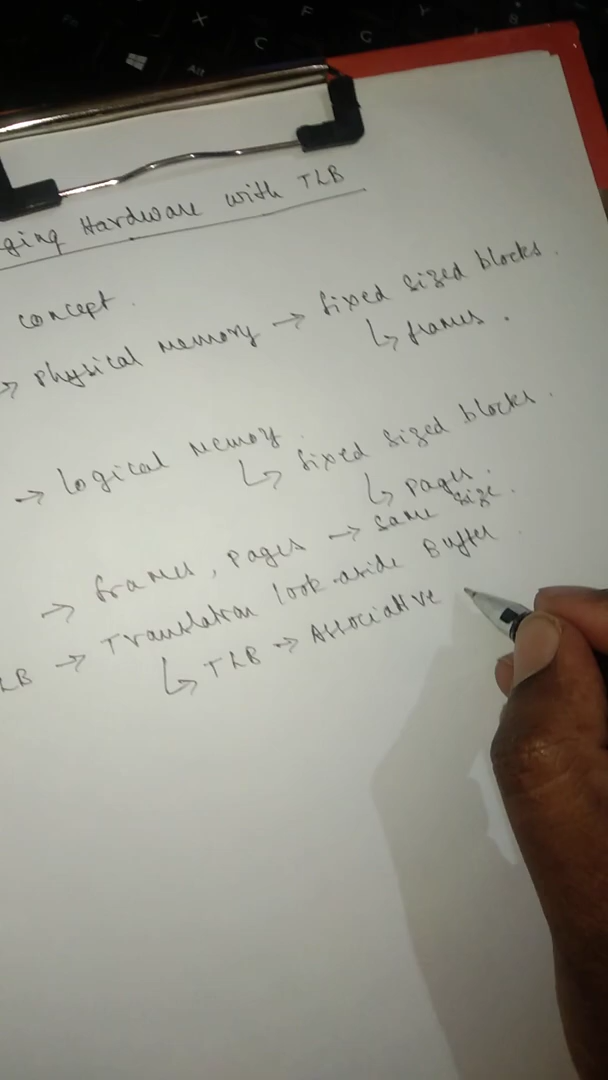 ging Hardware with TLB
concept.
→ physical memory → fixed sized blocks.
↳ frames.
→ logical memory.
↳ fixed sized blocks.
↳ pages.
→ frames, pages → same size.
LB → Translation look-aside Buffer
↳ TLB → Associative